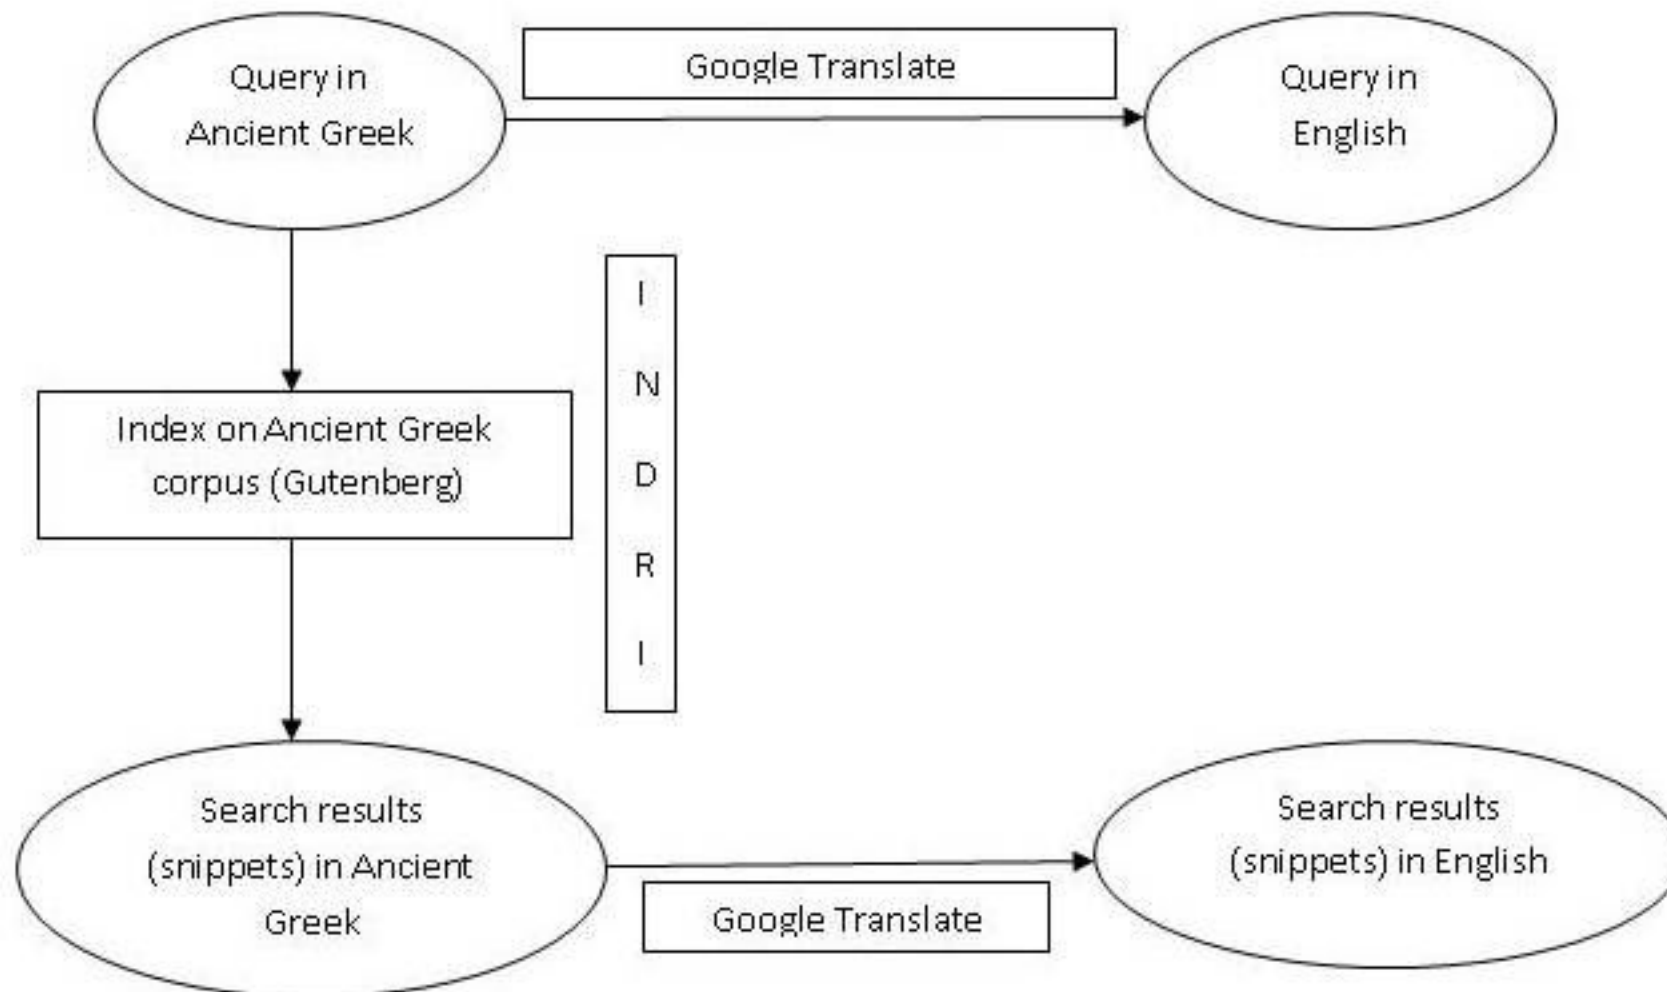 Query in
Ancient Greek
Google Translate
Query in
English
I
N
D
R
I
Index on Ancient Greek
corpus (Gutenberg)
Search results
(snippets) in Ancient
Greek
Google Translate
Search results
(snippets) in English